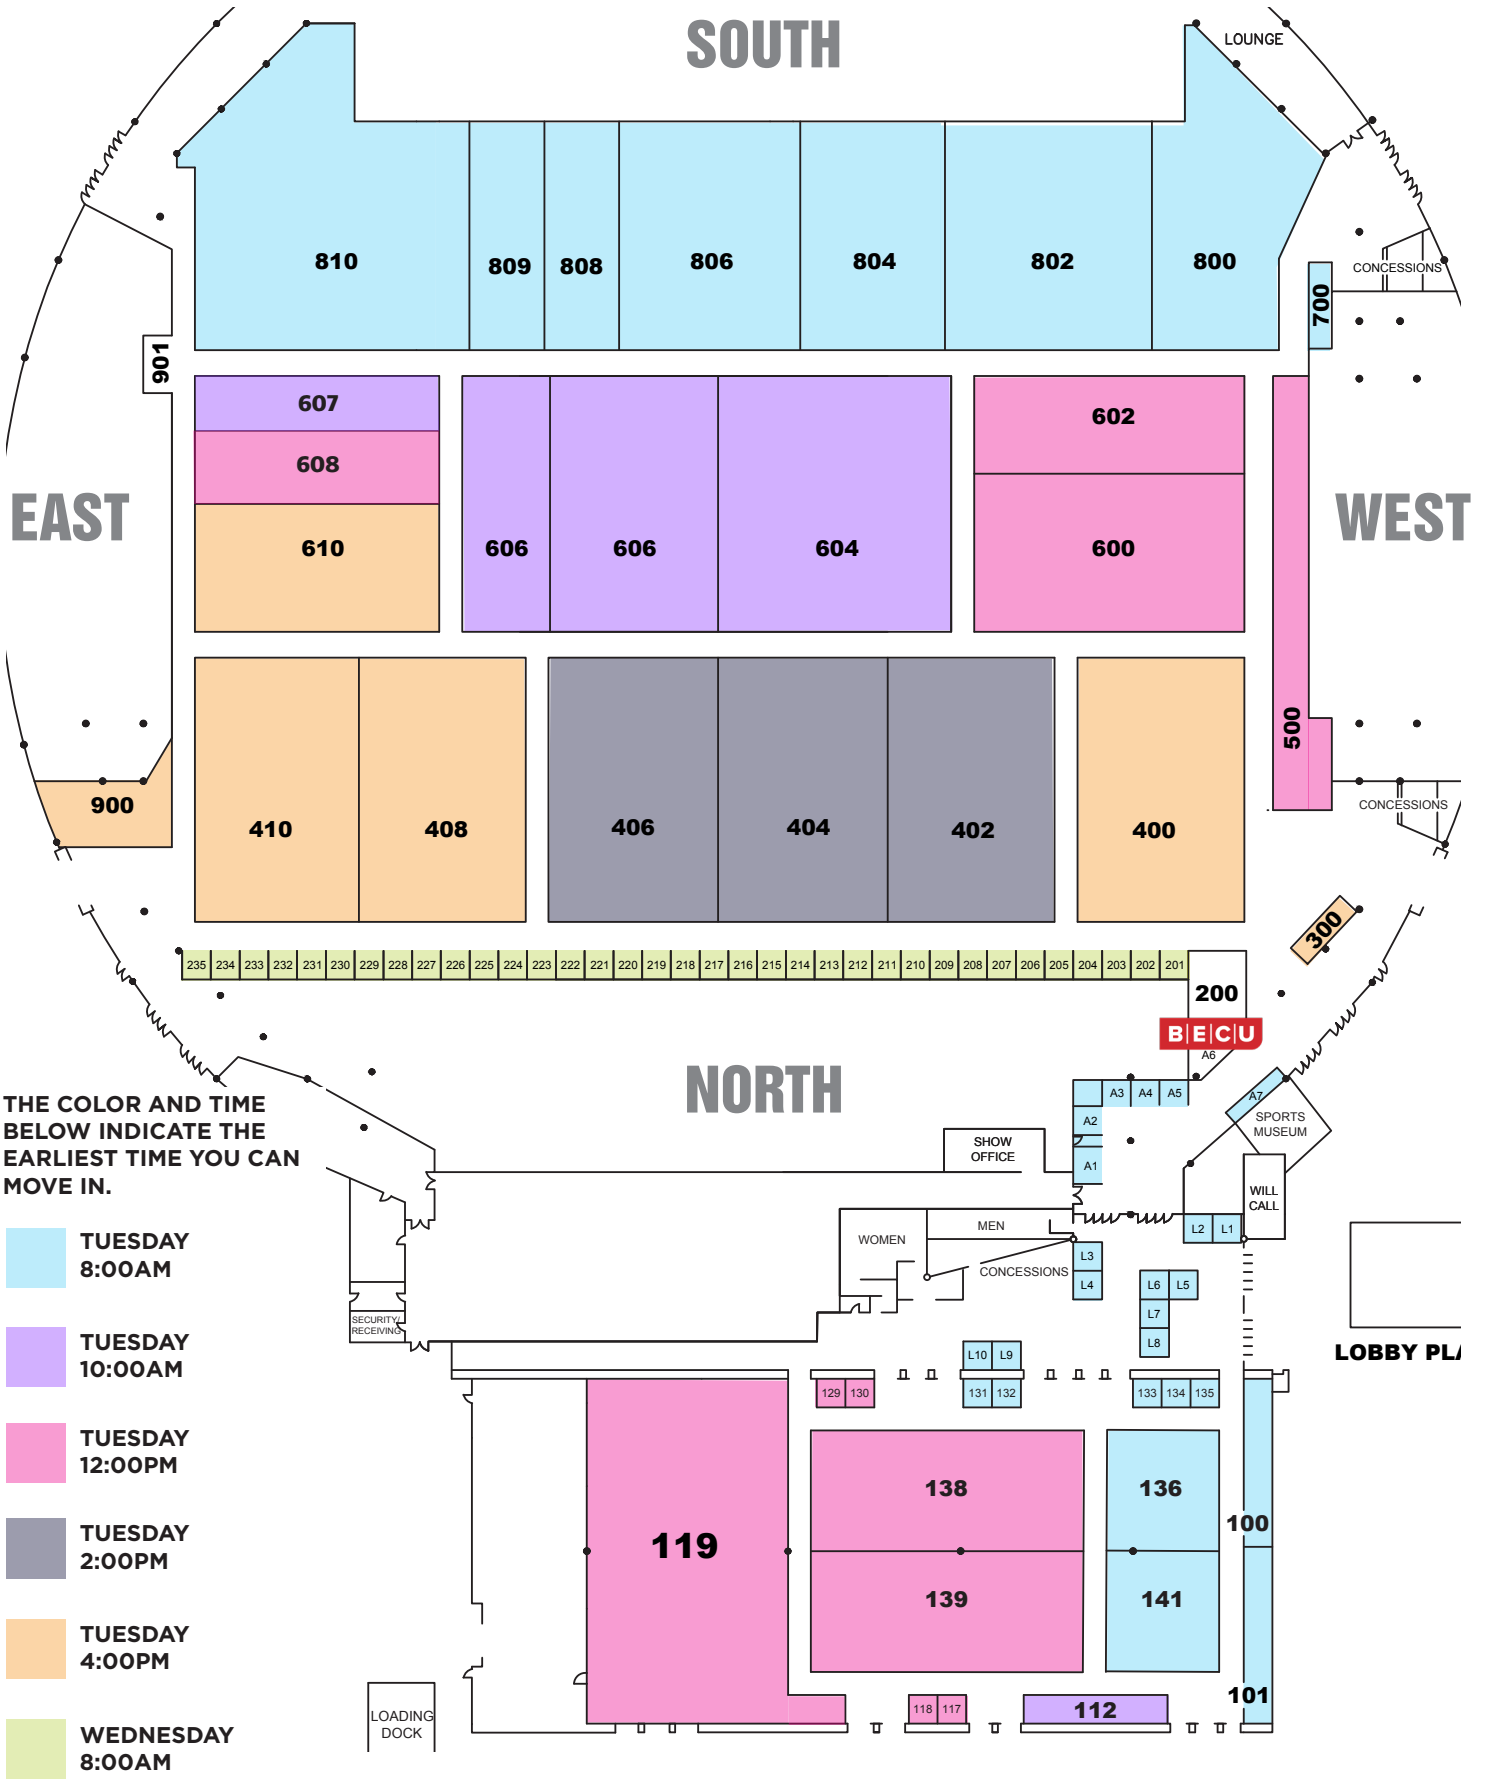 SOUTH
LOUNGE
810
809
808
806
804
802
800
CONCESSIONS
700
901
607
608
610
606
606
604
602
600
EAST
WEST
500
900
410
408
406
404
402
400
CONCESSIONS
300
235 234 233 232 231 230 229 228 227 226 225 224 223 222 221 220 219 218 217 216 215 214 213 212 211 210 209 208 207 206 205 204 203 202 201
200
B|E|C|U
A6
NORTH
A3 A4 A5
A2
A1
A7
SPORTS
MUSEUM
SHOW
OFFICE
WILL
CALL
L2 L1
WOMEN
MEN
CONCESSIONS
L3
L4
L6 L5
L7
L8
L10 L9
SECURITY/
RECEIVING
LOBBY PLA
129 130
131 132
133 134 135
119
138
139
136
141
100
101
118 117
112
LOADING
DOCK
THE COLOR AND TIME
BELOW INDICATE THE
EARLIEST TIME YOU CAN
MOVE IN.
TUESDAY
8:00AM
TUESDAY
10:00AM
TUESDAY
12:00PM
TUESDAY
2:00PM
TUESDAY
4:00PM
WEDNESDAY
8:00AM